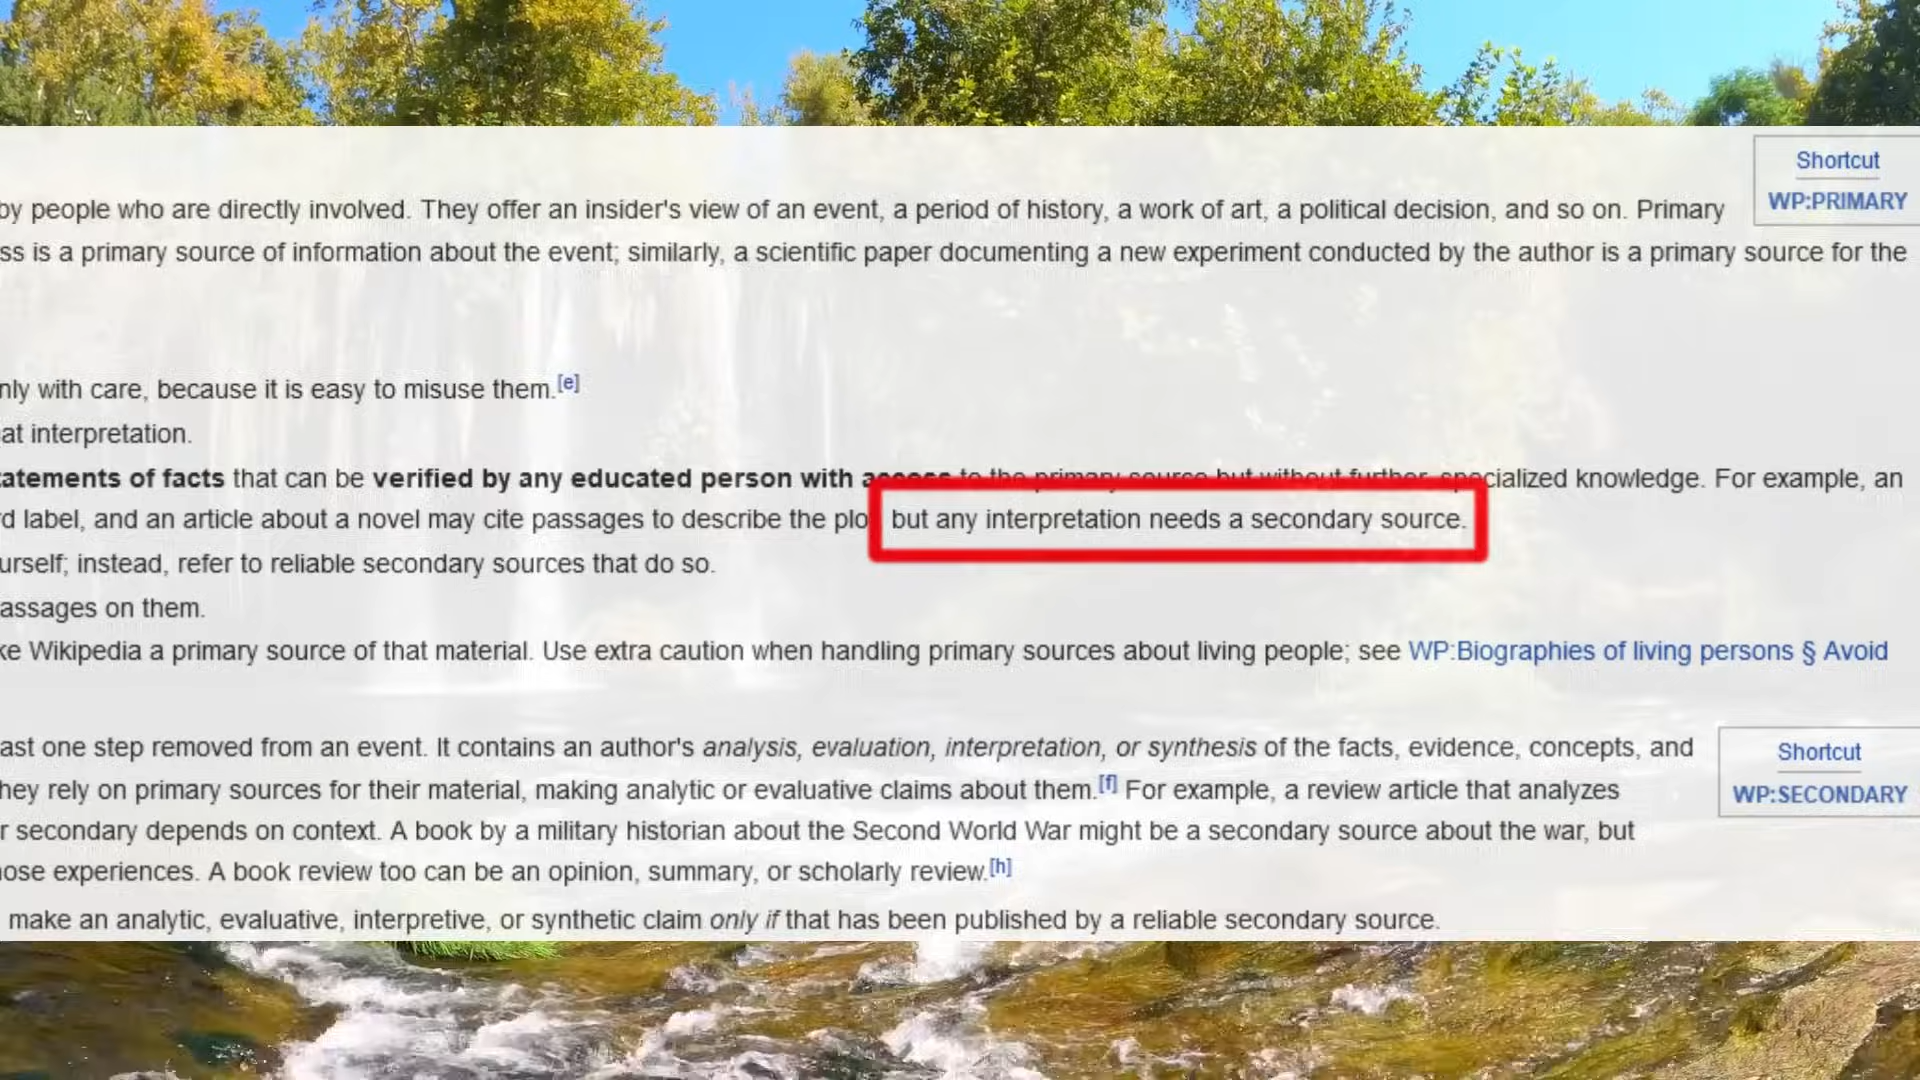 Shortcut
WP:PRIMARY
by people who are directly involved. They offer an insider's view of an event, a period of history, a work of art, a political decision, and so on. Primary
ss is a primary source of information about the event; similarly, a scientific paper documenting a new experiment conducted by the author is a primary source for the
nly with care, because it is easy to misuse them.[e]
at interpretation.
atements of facts that can be verified by any educated person with access to the primary source but without further, specialized knowledge. For example, an
d label, and an article about a novel may cite passages to describe the plo but any interpretation needs a secondary source.
urself; instead, refer to reliable secondary sources that do so.
assages on them.
ke Wikipedia a primary source of that material. Use extra caution when handling primary sources about living people; see WP:Biographies of living persons § Avoid
Shortcut
WP:SECONDARY
ast one step removed from an event. It contains an author's analysis, evaluation, interpretation, or synthesis of the facts, evidence, concepts, and
hey rely on primary sources for their material, making analytic or evaluative claims about them.[f] For example, a review article that analyzes
r secondary depends on context. A book by a military historian about the Second World War might be a secondary source about the war, but
ose experiences. A book review too can be an opinion, summary, or scholarly review.[h]
make an analytic, evaluative, interpretive, or synthetic claim only if that has been published by a reliable secondary source.